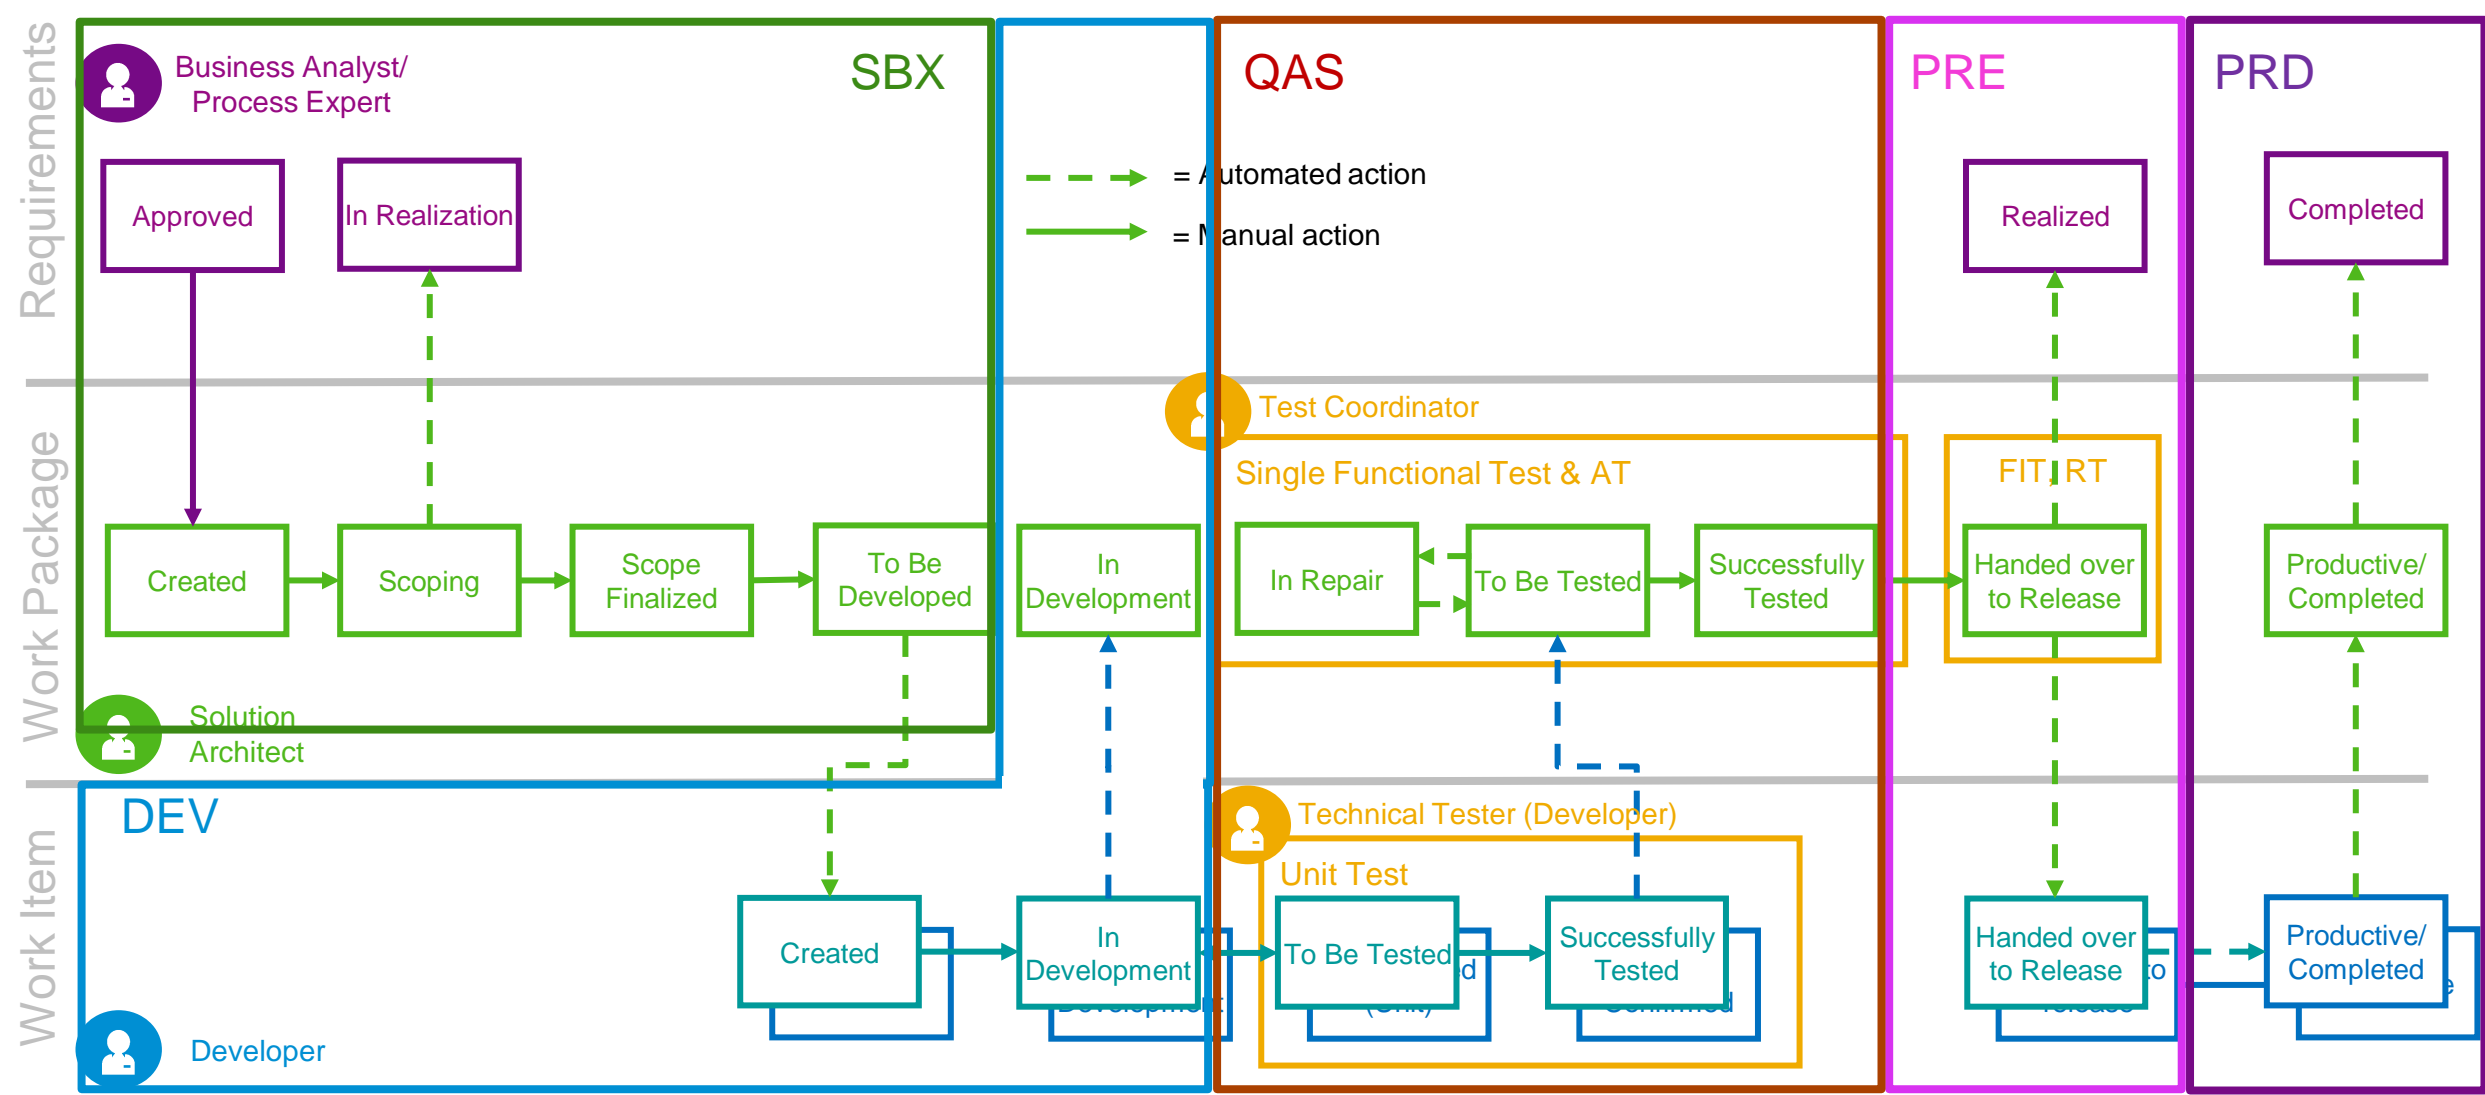 Requirements
Business Analyst/
Process Expert
SBX
QAS
PRE
PRD
= Automated action
= Manual action
Approved
In Realization
Realized
Completed
Work Package
Test Coordinator
Single Functional Test & AT
FIT, RT
Created
Scoping
Scope
Finalized
To Be
Developed
In
Development
In Repair
To Be Tested
Successfully
Tested
Handed over
to Release
Productive/
Completed
Solution
Architect
Work Item
DEV
Technical Tester (Developer)
Unit Test
Created
In
Development
To Be Tested
Successfully
Tested
Handed over
to Release
Productive/
Completed
Developer